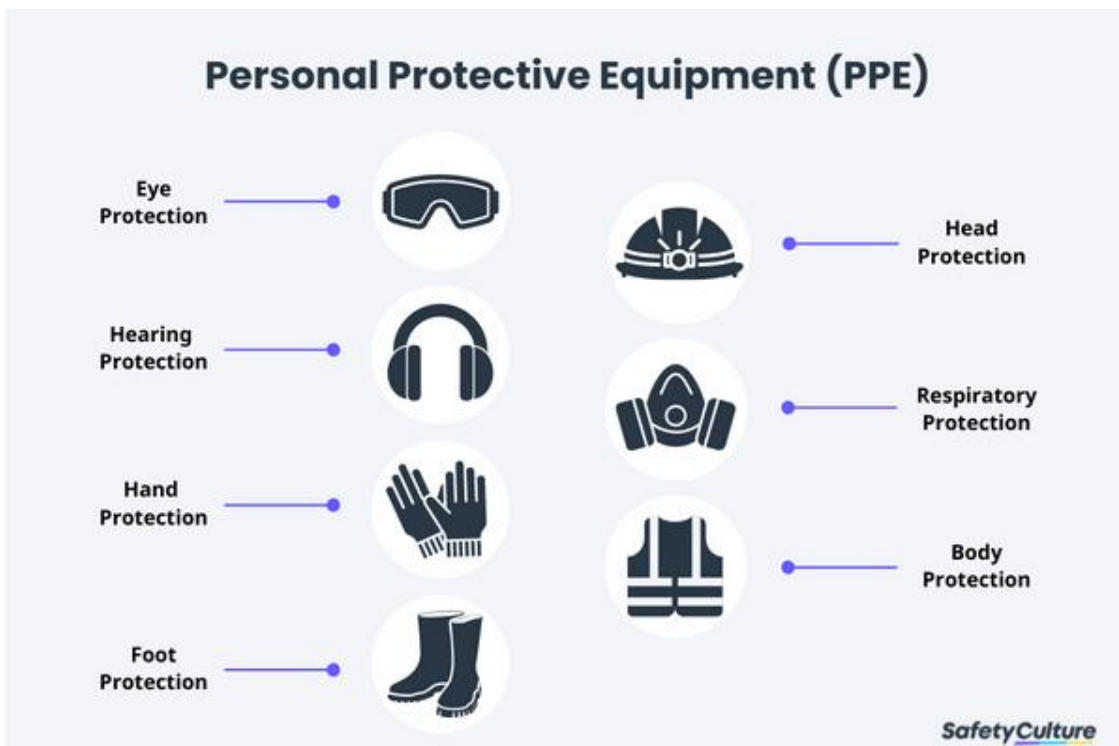 Personal Protective Equipment (PPE)
Eye
Protection
Hearing
Protection
Hand
Protection
Foot
Protection
Head
Protection
Respiratory
Protection
Body
Protection
SafetyCulture